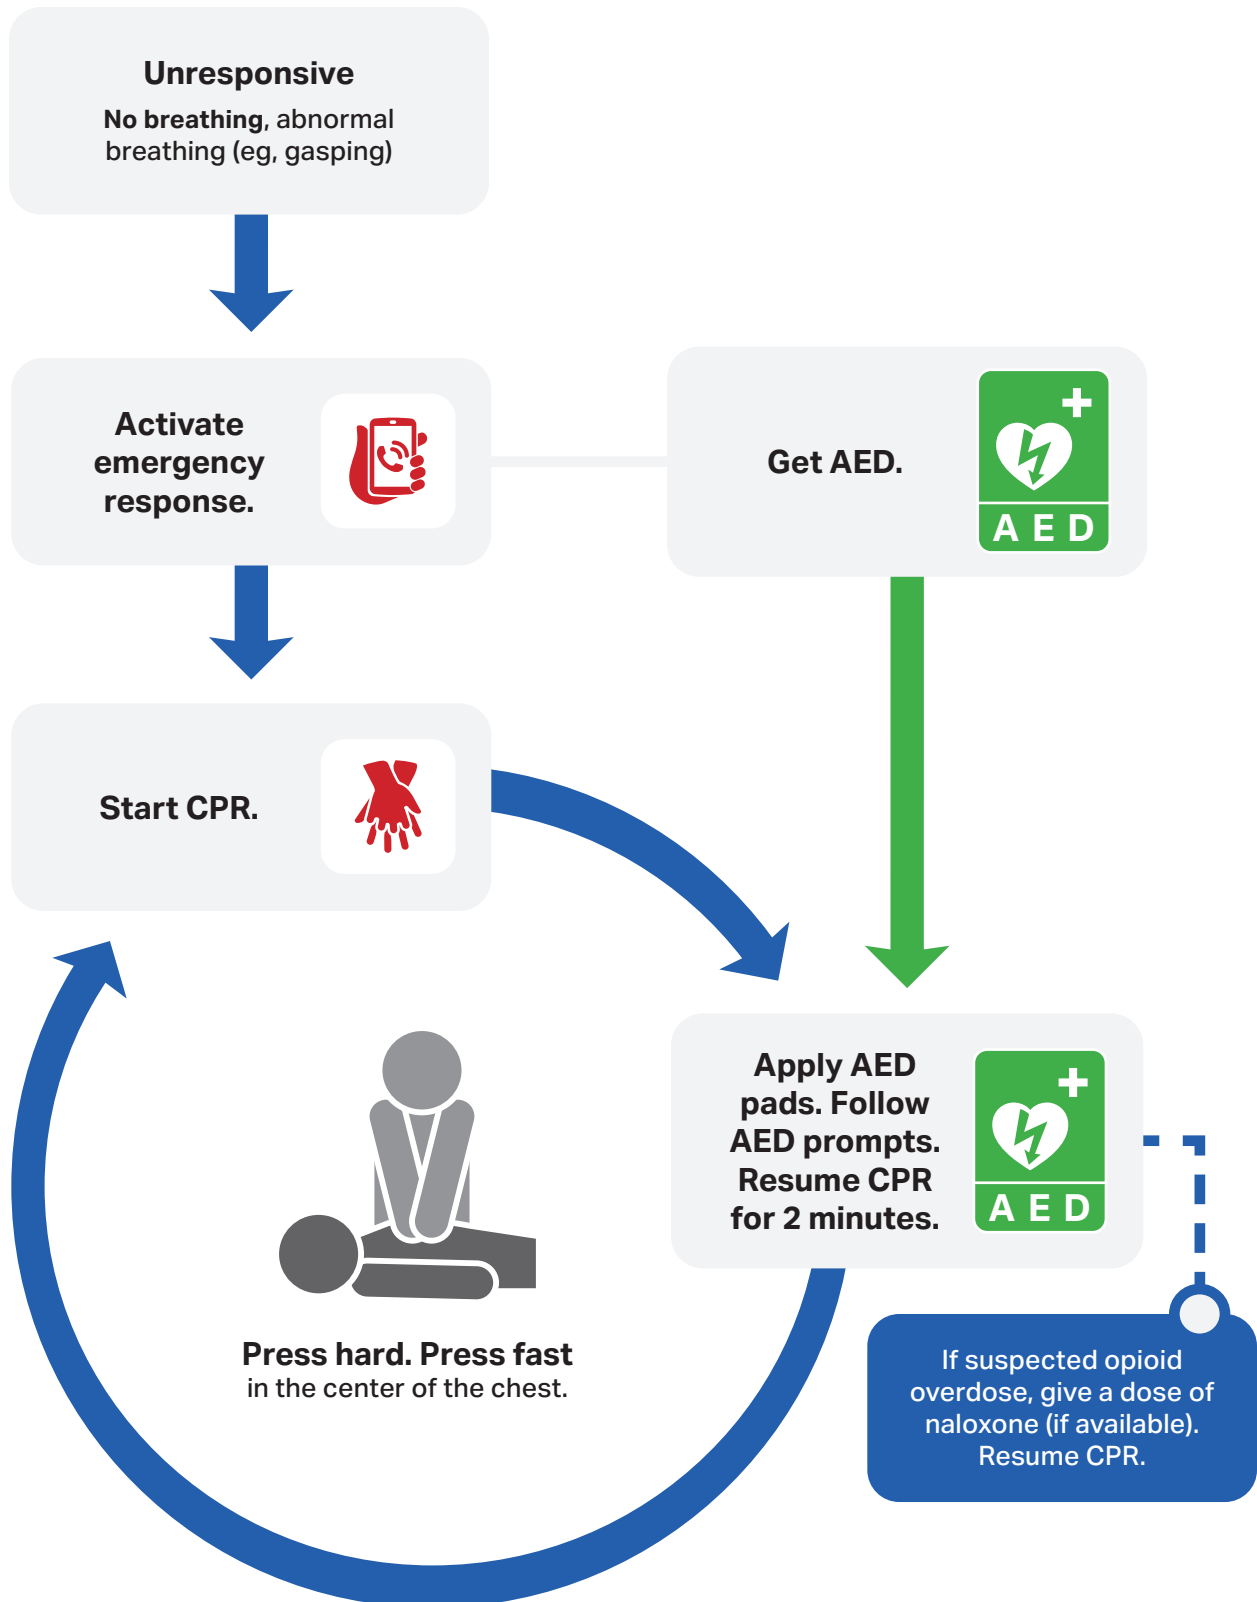 Unresponsive
No breathing, abnormal
breathing (eg, gasping)
Activate
emergency
response.
Get AED.
AED
Start CPR.
Apply AED
pads. Follow
AED prompts.
Resume CPR
for 2 minutes.
AED
Press hard. Press fast
in the center of the chest.
If suspected opioid
overdose, give a dose of
naloxone (if available).
Resume CPR.